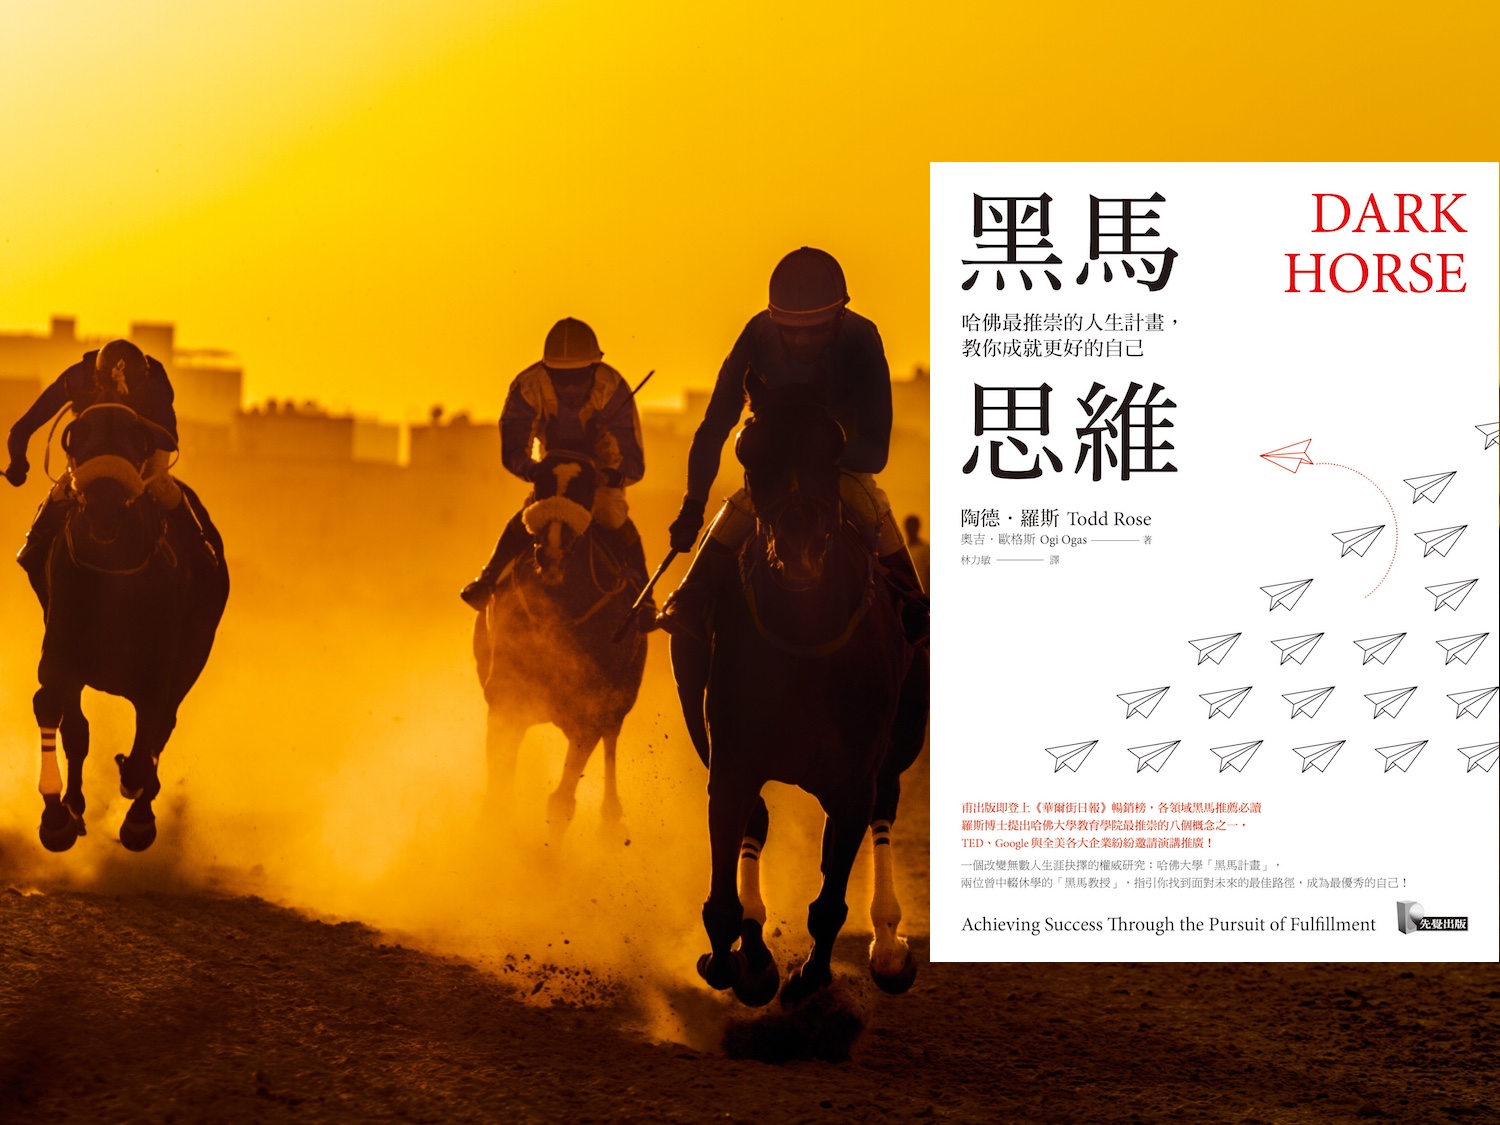 黑馬
DARK
HORSE
哈佛最推崇的人生計畫，
教你成就更好的自己
思維
陶德．羅斯 Todd Rose
奧吉．歐格斯 Ogi Ogas ——— 著
林力敏 ——— 譯
甫出版即登上《華爾街日報》暢銷榜，各領域黑馬推薦必讀
羅斯博士提出哈佛大學教育學院最推崇的八個概念之一，
TED、Google與全美各大企業紛紛邀請演講推廣！
一個改變無數人生涯抉擇的權威研究：哈佛大學「黑馬計畫」，
兩位曾中輟休學的「黑馬教授」，指引你找到面對未來的最佳路徑，成為最優秀的自己！
Achieving Success Through the Pursuit of Fulfillment
先覺出版